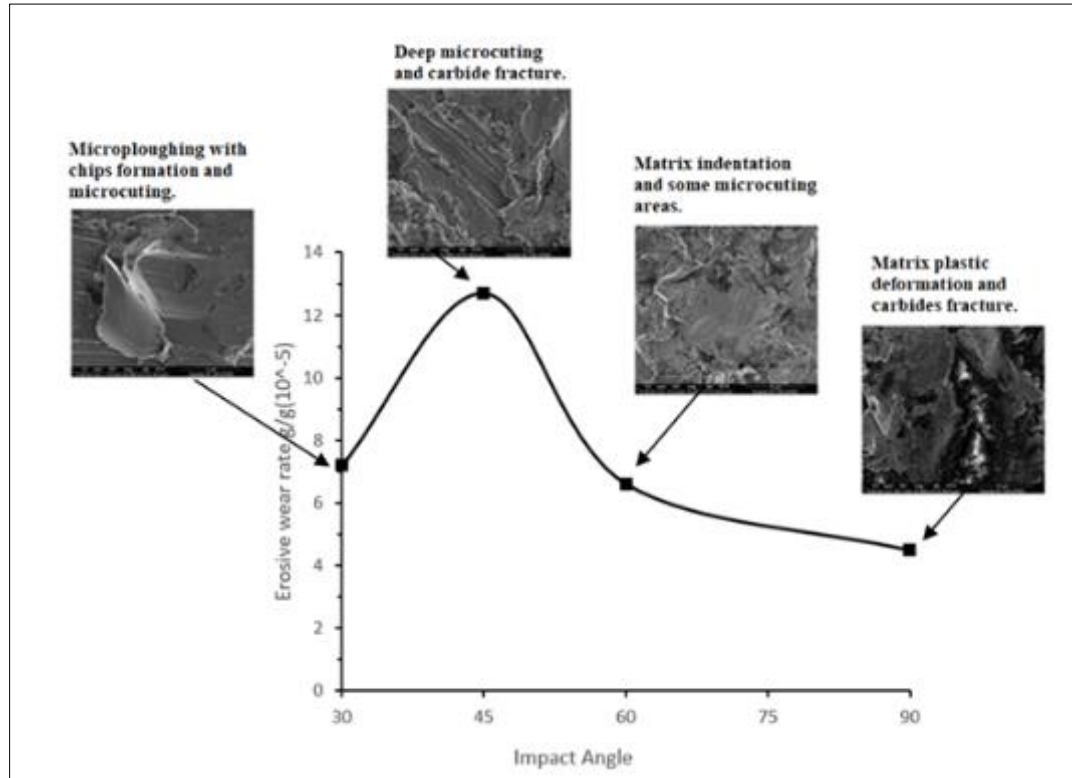 Deep microcuting
and carbide fracture.
Microploughing with
chips formation and
microcuting.
Matrix indentation
and some microcuting
areas.
Matrix plastic
deformation and
carbides fracture.
14
12
10
8
6
4
2
0
Erosive wear rate g/g(10^-5)
30 45 60 75 90
Impact Angle